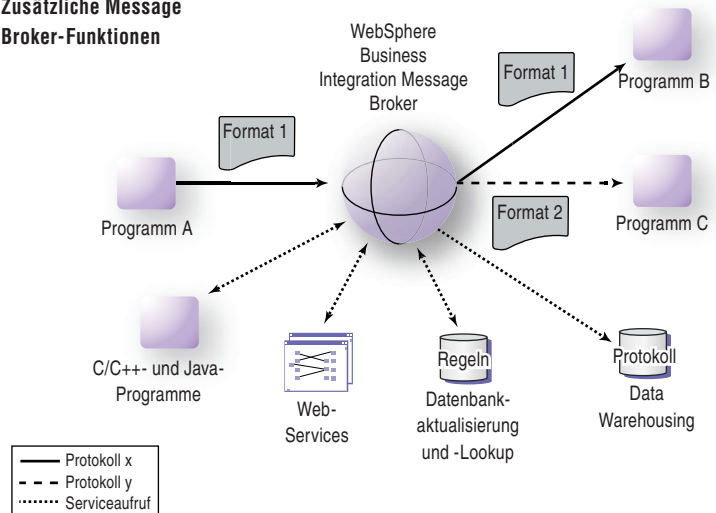 Zusätzliche Message
Broker-Funktionen
WebSphere
Business
Integration Message
Broker
Format 1
Programm B
Format 1
Programm A
Format 2
Programm C
C/C++- und Java-
Programme
Web-
Services
Regeln
Datenbank-
aktualisierung
und -Lookup
Protokoll
Data
Warehousing
Protokoll x
Protokoll y
Serviceaufruf